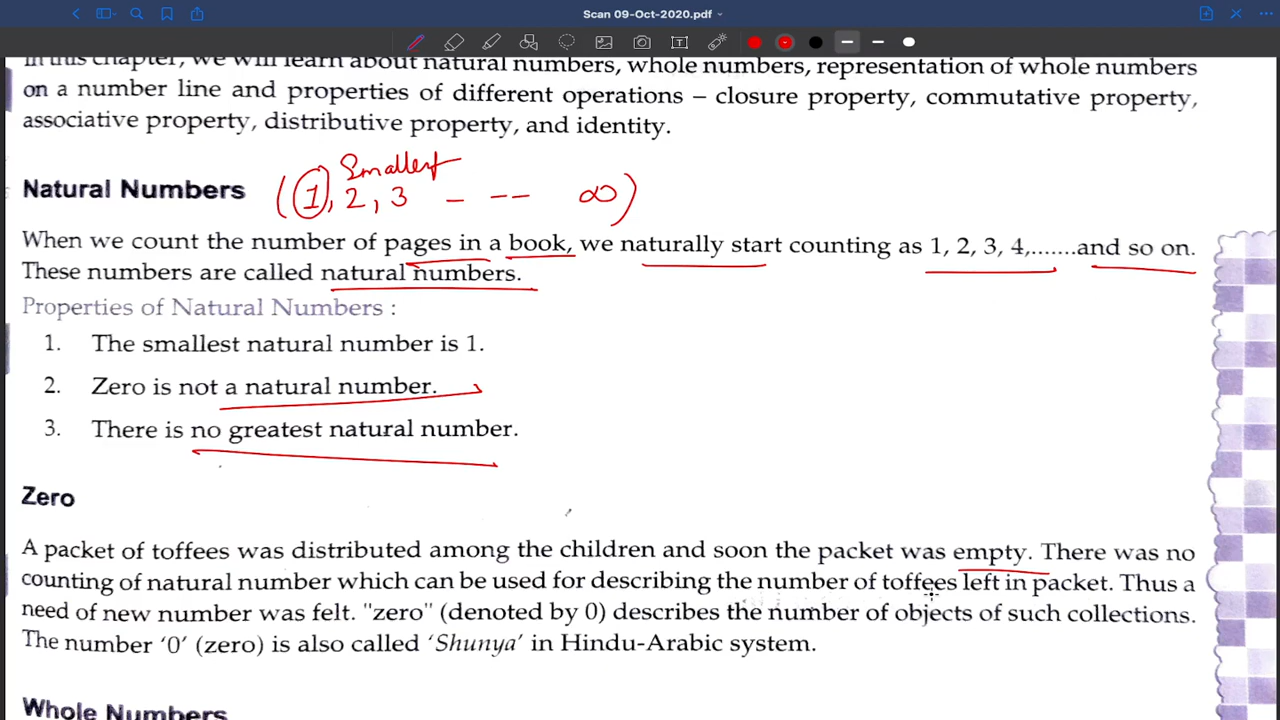 Scan 09-Oct-2020.pdf
In this chapter, we will learn about natural numbers, whole numbers, representation of whole numbers
on a number line and properties of different operations – closure property, commutative property,
associative property, distributive property, and identity.
Smallest
Natural Numbers (1, 2, 3 - -- ∞)
When we count the number of pages in a book, we naturally start counting as 1, 2, 3, 4,.......and so on.
These numbers are called natural numbers.
Properties of Natural Numbers :
1. The smallest natural number is 1.
2. Zero is not a natural number.
3. There is no greatest natural number.
Zero
A packet of toffees was distributed among the children and soon the packet was empty. There was no
counting of natural number which can be used for describing the number of toffees left in packet. Thus a
need of new number was felt. "zero" (denoted by 0) describes the number of objects of such collections.
The number '0' (zero) is also called 'Shunya' in Hindu-Arabic system.
Whole Numbers